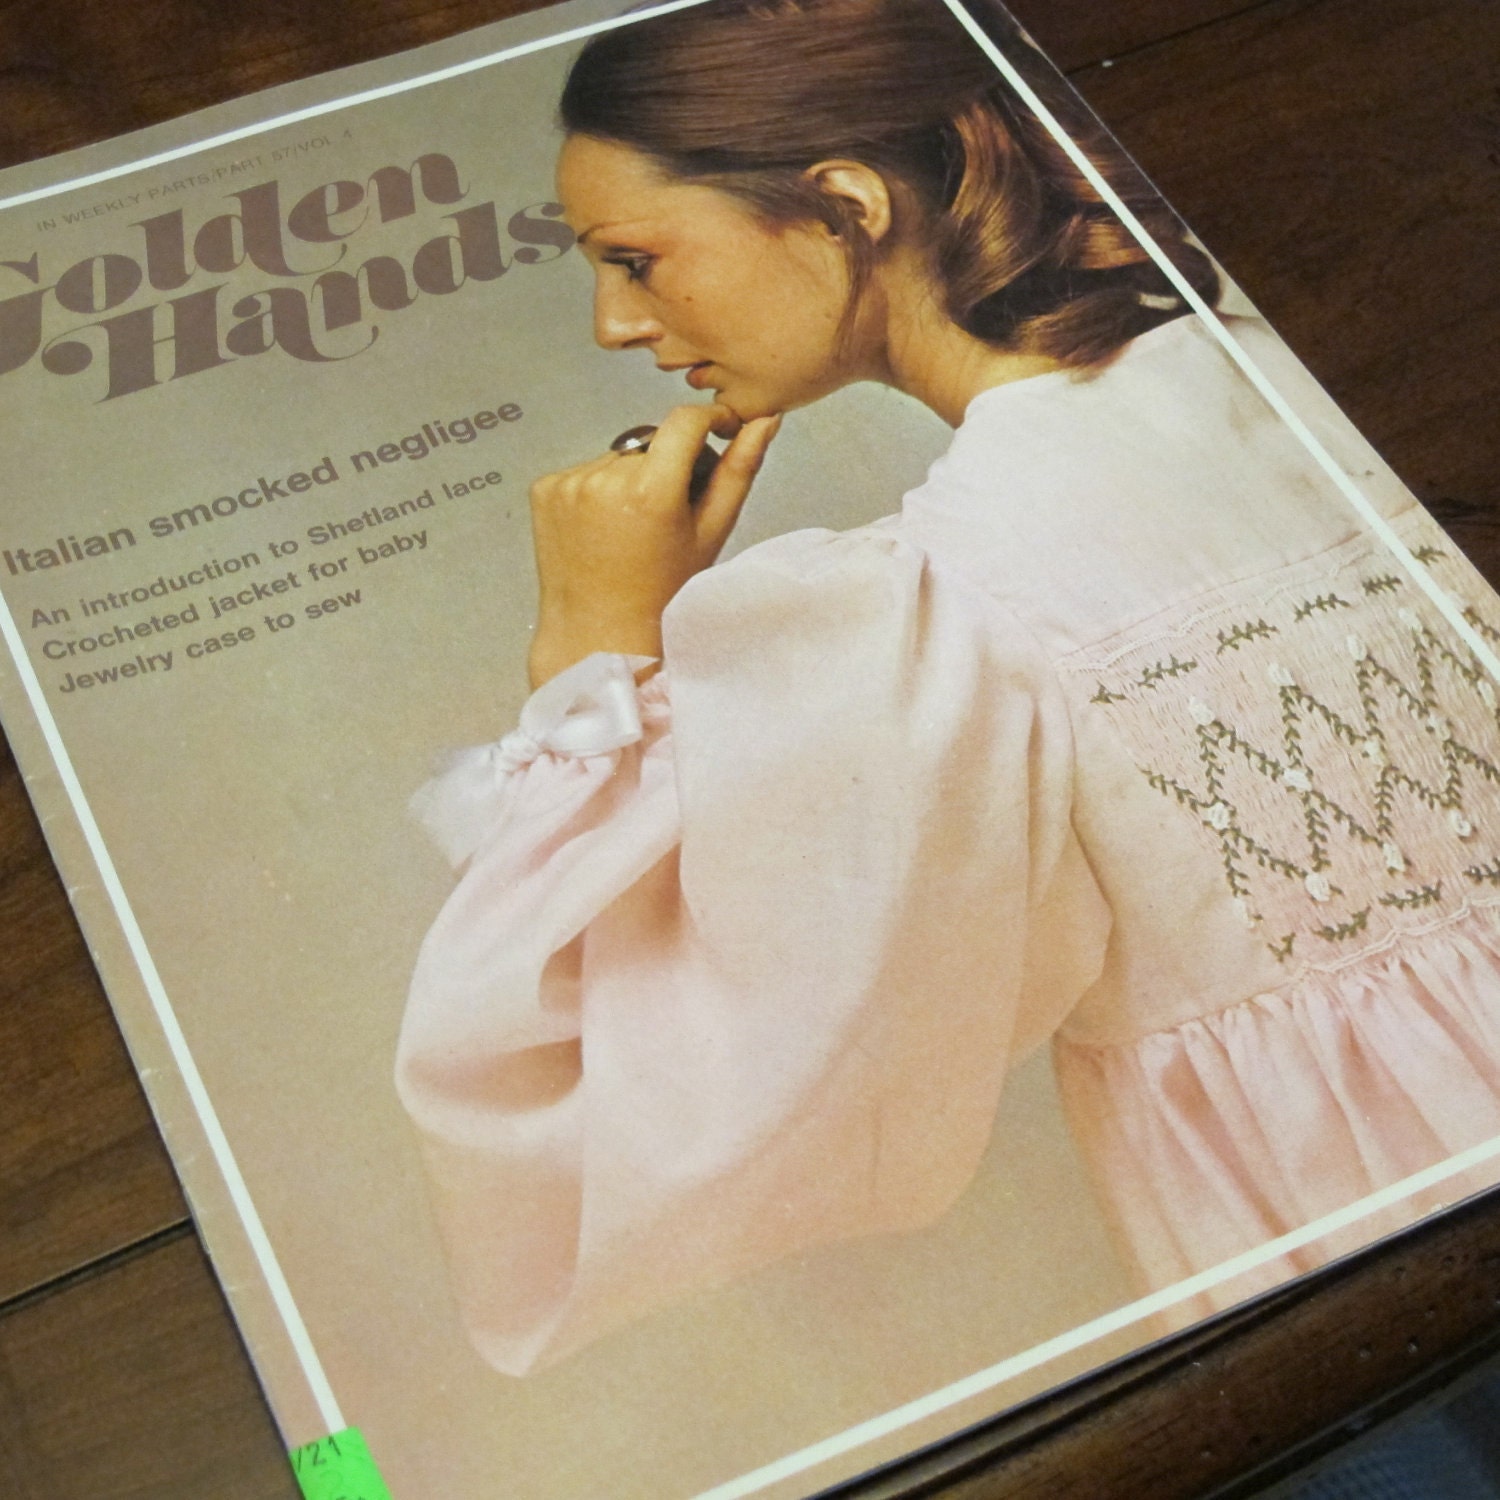 IN WEEKLY PARTS/PART 57/VOL 4
Golden
Hands
Italian smocked negligee
An introduction to Shetland lace
Crocheted jacket for baby
Jewelry case to sew
/21